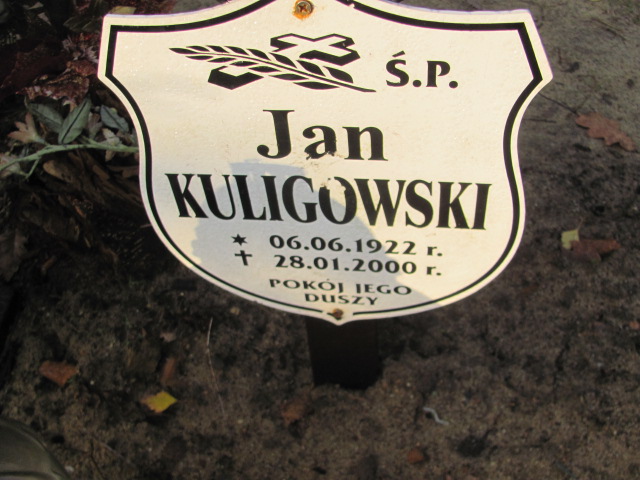 Ś.P.
Jan
KULIGOWSKI
* 06.06.1922 r.
✝ 28.01.2000 r.
POKÓJ JEGO
DUSZY